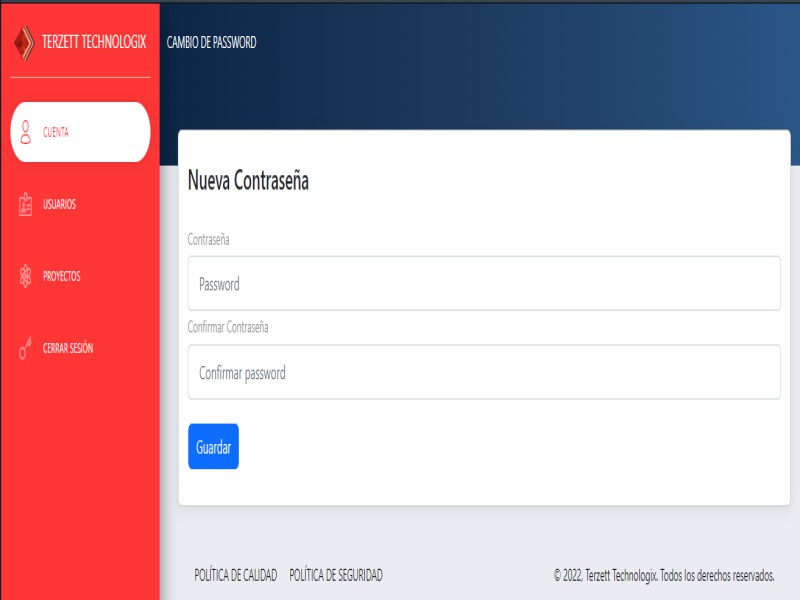 TERZETT TECHNOLOGIX
CAMBIO DE PASSWORD
CUENTA
USUARIOS
PROYECTOS
CERRAR SESIÓN
Nueva Contraseña
Contraseña
Password
Confirmar Contraseña
Confirmar password
Guardar
POLÍTICA DE CALIDAD
POLÍTICA DE SEGURIDAD
© 2022, Terzett Technologix. Todos los derechos reservados.